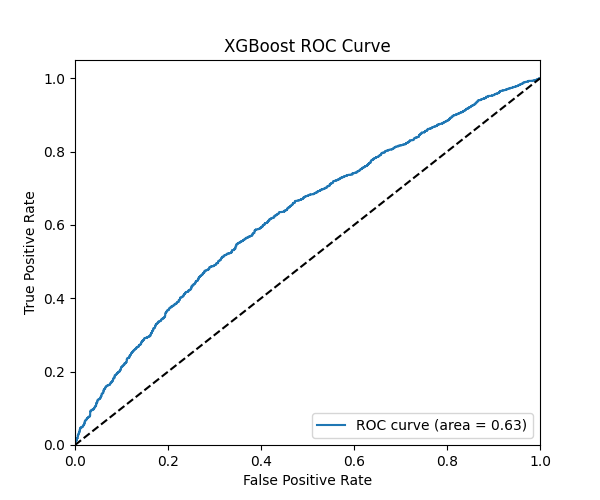 XGBoost ROC Curve
True Positive Rate
1.0
0.8
0.6
0.4
0.2
0.0
ROC curve (area = 0.63)
0.0 0.2 0.4 0.6 0.8 1.0
False Positive Rate